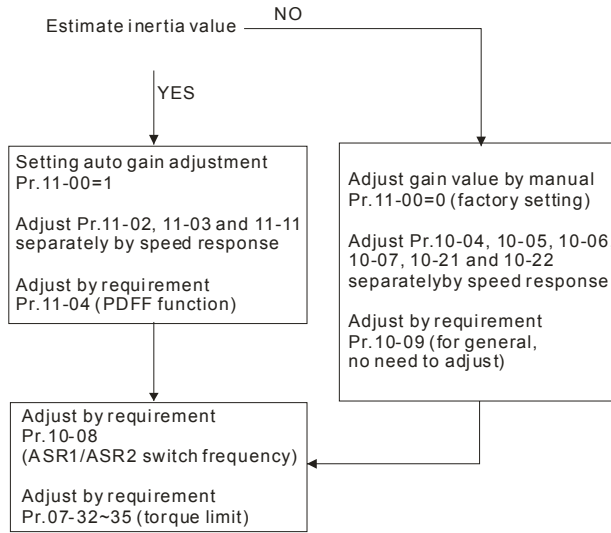 Estimate inertia value
NO
YES
Setting auto gain adjustment
Pr.11-00=1
Adjust Pr.11-02, 11-03 and 11-11
separately by speed response
Adjust by requirement
Pr.11-04 (PDFF function)
Adjust gain value by manual
Pr.11-00=0 (factory setting)
Adjust Pr.10-04, 10-05, 10-06
10-07, 10-21 and 10-22
separatelyby speed response
Adjust by requirement
Pr.10-09 (for general,
no need to adjust)
Adjust by requirement
Pr.10-08
(ASR1/ASR2 switch frequency)
Adjust by requirement
Pr.07-32~35 (torque limit)